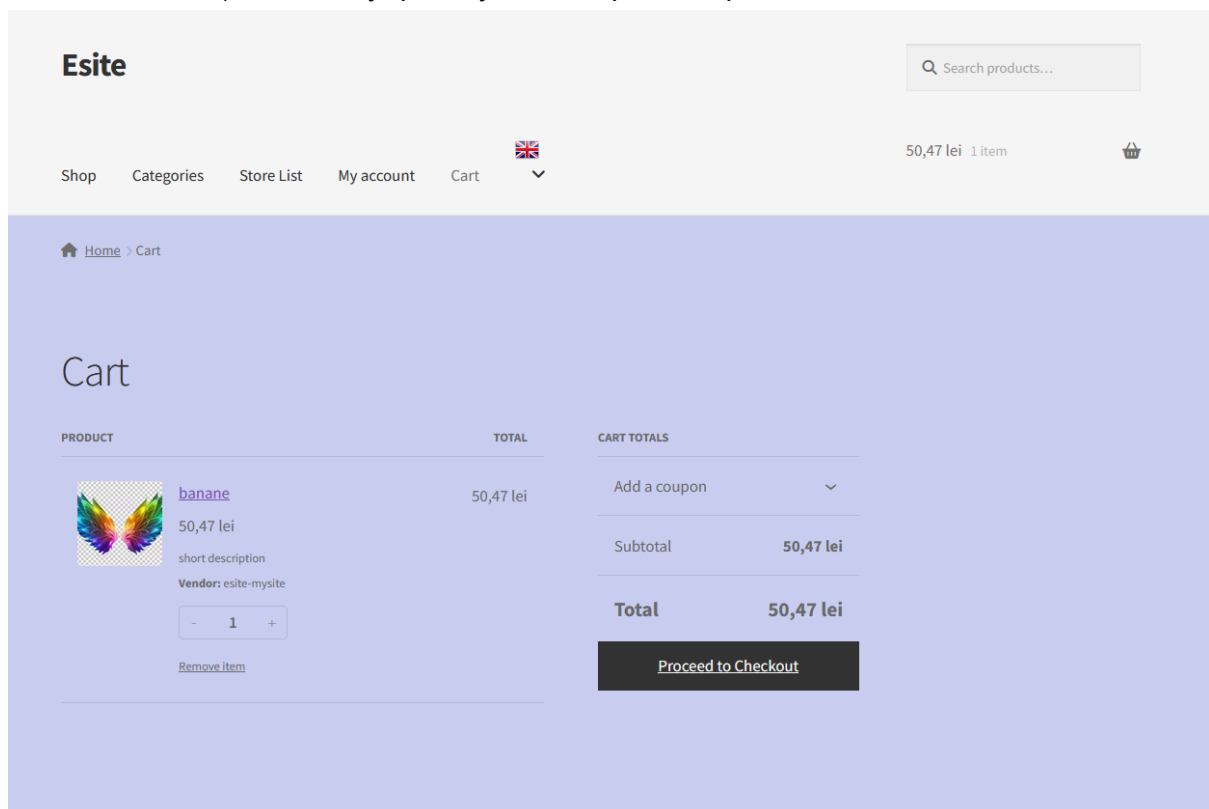 Esite
Search products...
50,47 lei 1 item
Shop Categories Store List My account Cart
Home > Cart
Cart
PRODUCT TOTAL
banane 50,47 lei
50,47 lei
short description
Vendor: esite-mysite
- 1 +
Remove item
CART TOTALS
Add a coupon
Subtotal 50,47 lei
Total 50,47 lei
Proceed to Checkout